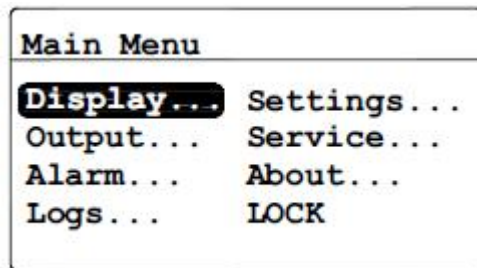 Main Menu
Display... Settings...
Output... Service...
Alarm... About...
Logs... LOCK